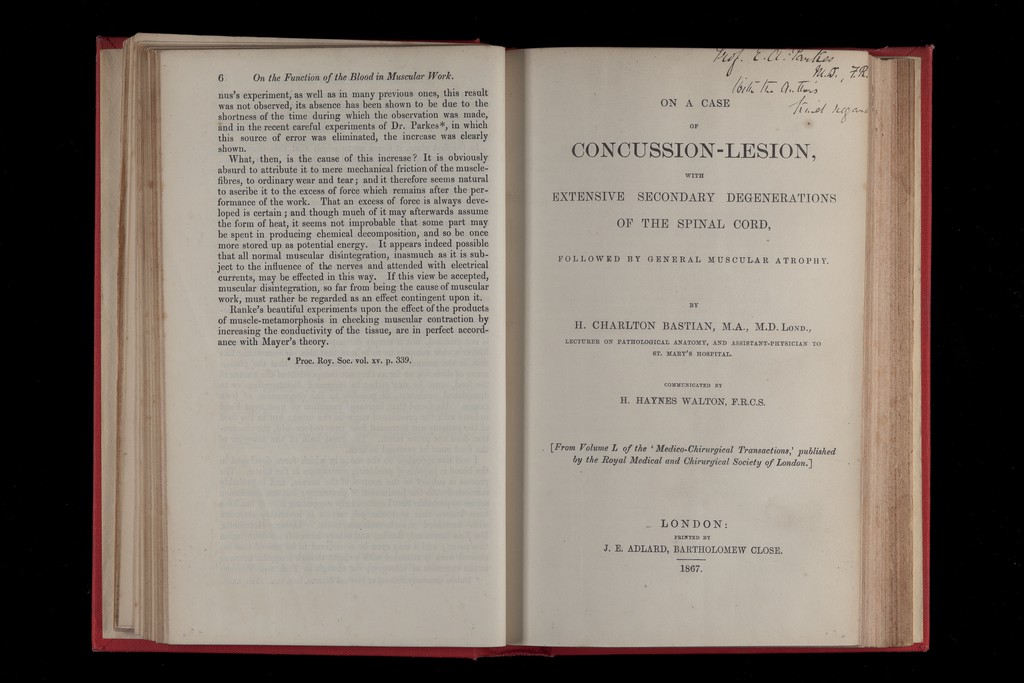 6 On the Function of the Blood in Muscular Work.
nus's experiment, as well as in many previous ones, this result
was not observed, its absence has been shown to be due to the
shortness of the time during which the observation was made,
and in the recent careful experiments of Dr. Parkes*, in which
this source of error was eliminated, the increase was clearly
shown.
What, then, is the cause of this increase? It is obviously
absurd to attribute it to mere mechanical friction of the muscle-
fibres, to ordinary wear and tear; and it therefore seems natural
to ascribe it to the excess of force which remains after the per-
formance of the work. That an excess of force is always deve-
loped is certain; and though much of it may afterwards assume
the form of heat, it seems not improbable that some part may
be spent in producing chemical decomposition, and so be once
more stored up as potential energy. It appears indeed possible
that all normal muscular disintegration, inasmuch as it is sub-
ject to the influence of the nerves and attended with electrical
currents, may be effected in this way. If this view be accepted,
muscular disintegration, so far from being the cause of muscular
work, must rather be regarded as an effect contingent upon it.
Ranke's beautiful experiments upon the effect of the products
of muscle-metamorphosis in checking muscular contraction by
increasing the conductivity of the tissue, are in perfect accord-
ance with Mayer's theory.
* Proc. Roy. Soc. vol. xv. p. 339.
Prof. E. A. Parkes
M.D., F.R.
With the Authors
kind regards
ON A CASE
OF
CONCUSSION-LESION,
WITH
EXTENSIVE SECONDARY DEGENERATIONS
OF THE SPINAL CORD,
FOLLOWED BY GENERAL MUSCULAR ATROPHY.
BY
H. CHARLTON BASTIAN, M.A., M.D. LOND.,
LECTURER ON PATHOLOGICAL ANATOMY, AND ASSISTANT-PHYSICIAN TO
ST. MARY'S HOSPITAL.
COMMUNICATED BY
H. HAYNES WALTON, F.R.C.S.
[From Volume L of the ' Medico-Chirurgical Transactions,' published
by the Royal Medical and Chirurgical Society of London.]
LONDON:
PRINTED BY
J. E. ADLARD, BARTHOLOMEW CLOSE.
1867.